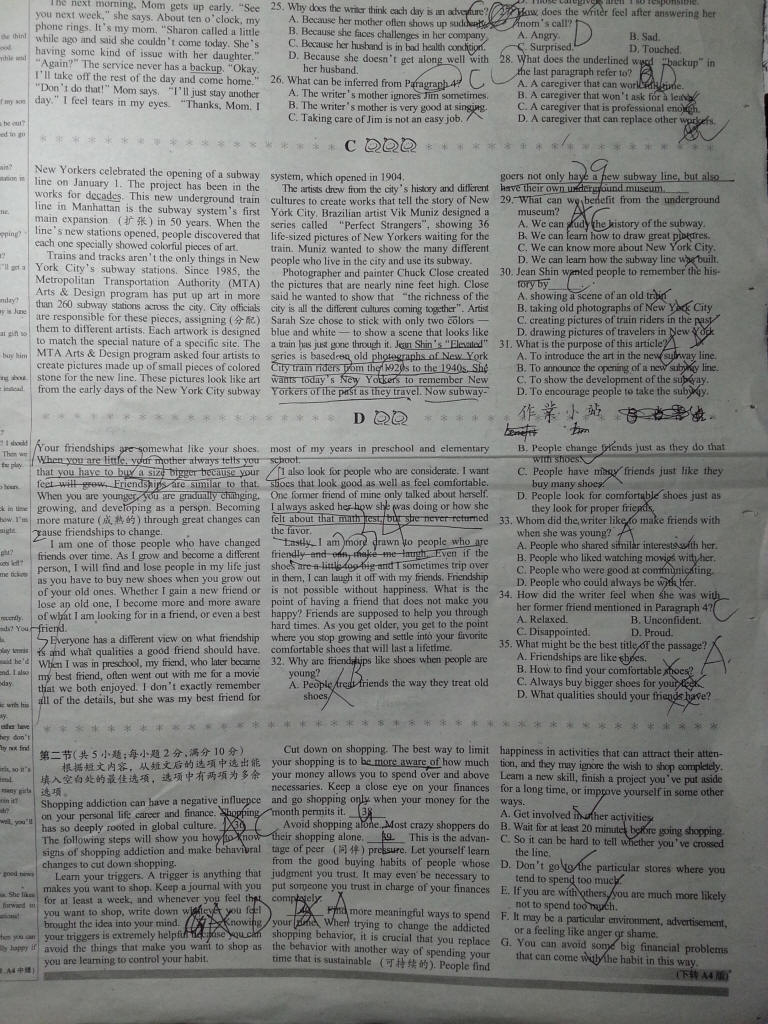 The next morning, Mom gets up early. “See
you next week,” she says. About ten o’clock, my
phone rings. It’s my mom. “Sharon called a little
while ago and said she couldn’t come today. She’s
having some kind of issue with her daughter.”
“Again?” The service never has a backup. “Okay.
I’ll take off the rest of the day and come home.”
“Don’t do that!” Mom says. “I’ll just stay another
day.” I feel tears in my eyes. “Thanks, Mom. I
25. Why does the writer think each day is an adventure?
A. Because her mother often shows up suddenly.
B. Because she faces challenges in her company.
C. Because her husband is in bad health condition.
D. Because she doesn’t get along well with
her husband.
26. What can be inferred from Paragraph 4?
A. The writer’s mother ignores Jim sometimes.
B. The writer’s mother is very good at singing.
C. Taking care of Jim is not an easy job.
How does the writer feel after answering her
mom’s call?
A. Angry. B. Sad.
C. Surprised. D. Touched.
28. What does the underlined word “backup” in
the last paragraph refer to?
A. A caregiver that can work full-time.
B. A caregiver that won’t ask for a leave.
C. A caregiver that is professional enough.
D. A caregiver that can replace other workers.
C
New Yorkers celebrated the opening of a subway
line on January 1. The project has been in the
works for decades. This new underground train
line in Manhattan is the subway system’s first
main expansion (扩张) in 50 years. When the
line’s new stations opened, people discovered that
each one specially showed colorful pieces of art.
Trains and tracks aren’t the only things in New
York City’s subway stations. Since 1985, the
Metropolitan Transportation Authority (MTA)
Arts & Design program has put up art in more
than 260 subway stations across the city. City officials
are responsible for these pieces, assigning (分配)
them to different artists. Each artwork is designed
to match the special nature of a specific site. The
MTA Arts & Design program asked four artists to
create pictures made up of small pieces of colored
stone for the new line. These pictures look like art
from the early days of the New York City subway
system, which opened in 1904.
The artists drew from the city’s history and different
cultures to create works that tell the story of New
York City. Brazilian artist Vik Muniz designed a
series called “Perfect Strangers”, showing 36
life-sized pictures of New Yorkers waiting for the
train. Muniz wanted to show the many different
people who live in the city and use its subway.
Photographer and painter Chuck Close created
the pictures that are nearly nine feet high. Close
said he wanted to show that “the richness of the
city is all the different cultures coming together”. Artist
Sarah Sze chose to stick with only two colors —
blue and white — to show a scene that looks like
a train has just gone through it. Jean Shin’s “Elevated”
series is based on old photographs of New York
City train riders from the 1920s to the 1940s. She
wants today’s New Yorkers to remember New
Yorkers of the past as they travel. Now subway-
goers not only have a new subway line, but also
have their own underground museum.
29. What can we benefit from the underground
museum?
A. We can study the history of the subway.
B. We can learn how to draw great pictures.
C. We can know more about New York City.
D. We can learn how the subway line was built.
30. Jean Shin wanted people to remember the his-
tory by
A. showing a scene of an old train
B. taking old photographs of New York City
C. creating pictures of train riders in the past
D. drawing pictures of travelers in New York
31. What is the purpose of this article?
A. To introduce the art in the new subway line.
B. To announce the opening of a new subway line.
C. To show the development of the subway.
D. To encourage people to take the subway.
作業小站
D
Your friendships are somewhat like your shoes.
When you are little, your mother always tells you
that you have to buy a size bigger because your
feet will grow. Friendships are similar to that.
When you are younger, you are gradually changing,
growing, and developing as a person. Becoming
more mature (成熟的) through great changes can
cause friendships to change.
I am one of those people who have changed
friends over time. As I grow and become a different
person, I will find and lose people in my life just
as you have to buy new shoes when you grow out
of your old ones. Whether I gain a new friend or
lose an old one, I become more and more aware
of what I am looking for in a friend, or even a best
friend.
Everyone has a different view on what friendship
is and what qualities a good friend should have.
When I was in preschool, my friend, who later became
my best friend, often went out with me for a movie
that we both enjoyed. I don’t exactly remember
all of the details, but she was my best friend for
most of my years in preschool and elementary
school.
I also look for people who are considerate. I want
shoes that look good as well as feel comfortable.
One former friend of mine only talked about herself.
I always asked her how she was doing or how she
felt about that math test, but she never returned
the favor.
Lastly, I am more drawn to people who are
friendly and can make me laugh. Even if the
shoes are a little too big and I sometimes trip over
in them, I can laugh it off with my friends. Friendship
is not possible without happiness. What is the
point of having a friend that does not make you
happy? Friends are supposed to help you through
hard times. As you get older, you get to the point
where you stop growing and settle into your favorite
comfortable shoes that will last a lifetime.
32. Why are friendships like shoes when people are
young?
A. People treat friends the way they treat old
shoes.
B. People change friends just as they do that
with shoes.
C. People have many friends just like they
buy many shoes.
D. People look for comfortable shoes just as
they look for proper friends.
33. Whom did the writer like to make friends with
when she was young?
A. People who shared similar interests with her.
B. People who liked watching movies with her.
C. People who were good at communicating.
D. People who could always be with her.
34. How did the writer feel when she was with
her former friend mentioned in Paragraph 4?
A. Relaxed. B. Unconfident.
C. Disappointed. D. Proud.
35. What might be the best title of the passage?
A. Friendships are like shoes.
B. How to find your comfortable shoes?
C. Always buy bigger shoes for your feet.
D. What qualities should your friends have?
第二节(共5小题;每小题2分,满分10分)
根据短文内容，从短文后的选项中选出能
填入空白处的最佳选项，选项中有两项为多余
选项。
Shopping addiction can have a negative influence
on your personal life career and finance. Shopping
has so deeply rooted in global culture. 36
The following steps will show you how to know
signs of shopping addiction and make behavioral
changes to cut down shopping.
Learn your triggers. A trigger is anything that
makes you want to shop. Keep a journal with you
for at least a week, and whenever you feel that
you want to shop, write down whatever you feel
brought the idea into your mind. Knowing
your triggers is extremely helpful because you can
avoid the things that make you want to shop as
you are learning to control your habit.
Cut down on shopping. The best way to limit
your shopping is to be more aware of how much
your money allows you to spend over and above
necessaries. Keep a close eye on your finances
and go shopping only when your money for the
month permits it. 38
Avoid shopping alone. Most crazy shoppers do
their shopping alone. This is the advan-
tage of peer (同伴) pressure. Let yourself learn
from the good buying habits of people whose
judgment you trust. It may even be necessary to
put someone you trust in charge of your finances
completely.
Find more meaningful ways to spend
your time. When trying to change the addicted
shopping behavior, it is crucial that you replace
the behavior with another way of spending your
time that is sustainable (可持续的). People find
happiness in activities that can attract their atten-
tion, and they may ignore the wish to shop completely.
Learn a new skill, finish a project you’ve put aside
for a long time, or improve yourself in some other
ways.
A. Get involved in other activities.
B. Wait for at least 20 minutes before going shopping.
C. So it can be hard to tell whether you’ve crossed
the line.
D. Don’t go to the particular stores where you
tend to spend too much.
E. If you are with others, you are much more likely
not to spend too much.
F. It may be a particular environment, advertisement,
or a feeling like anger or shame.
G. You can avoid some big financial problems
that can come with the habit in this way.
(下转 A4 版)